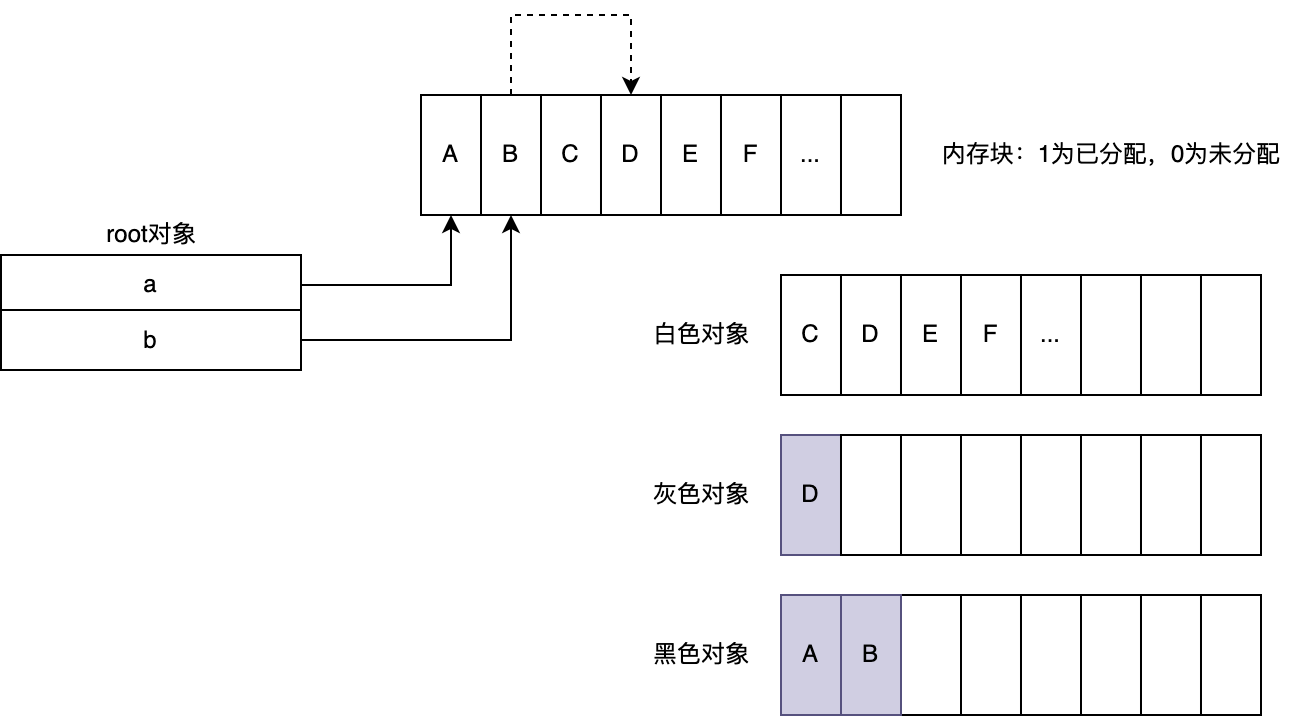 A B C D E F ...
内存块：1为已分配，0为未分配
root对象
a
b
白色对象 C D E F ...
灰色对象 D
黑色对象 A B